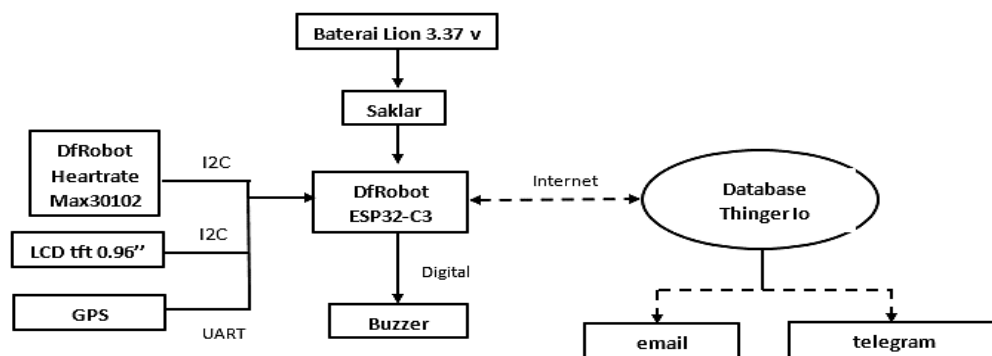 Baterai Lion 3.37 v
Saklar
DfRobot
Heartrate
Max30102
I2C
DfRobot
ESP32-C3
Internet
Database
Thinger Io
LCD tft 0.96’’
I2C
Digital
GPS
UART
Buzzer
email
telegram